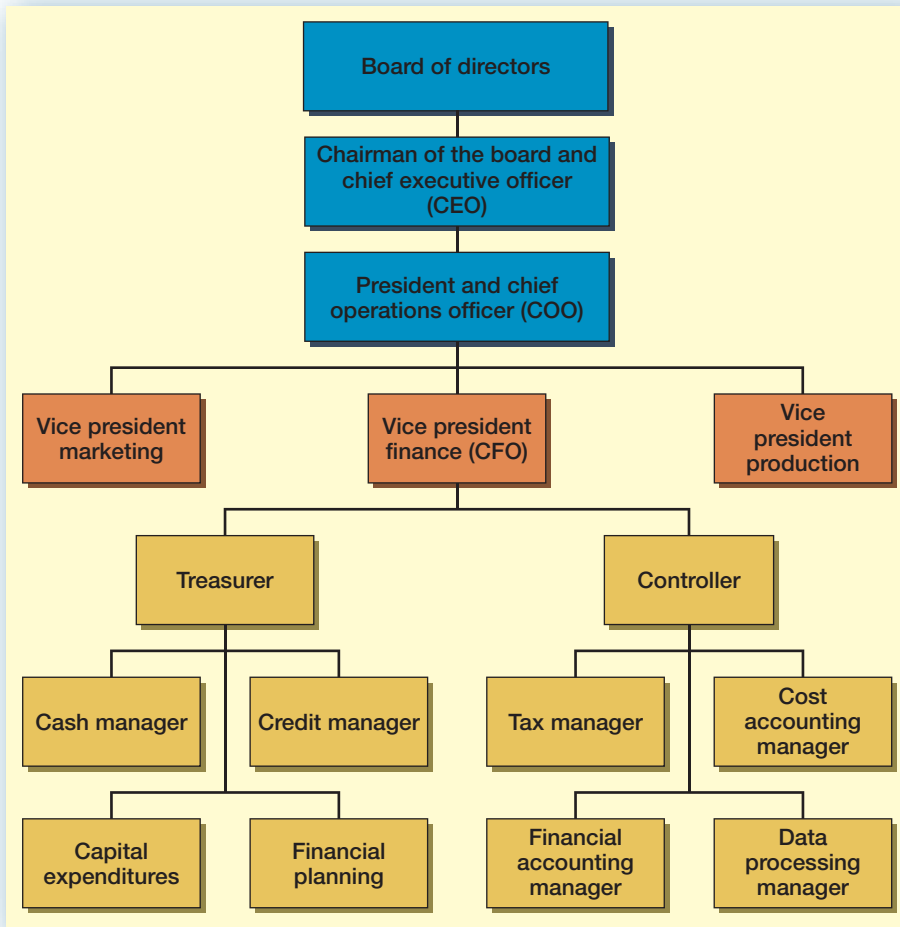 Board of directors
Chairman of the board and
chief executive officer
(CEO)
President and chief
operations officer (COO)
Vice president
marketing
Vice president
finance (CFO)
Vice
president
production
Treasurer
Controller
Cash manager
Credit manager
Tax manager
Cost
accounting
manager
Capital
expenditures
Financial
planning
Financial
accounting
manager
Data
processing
manager